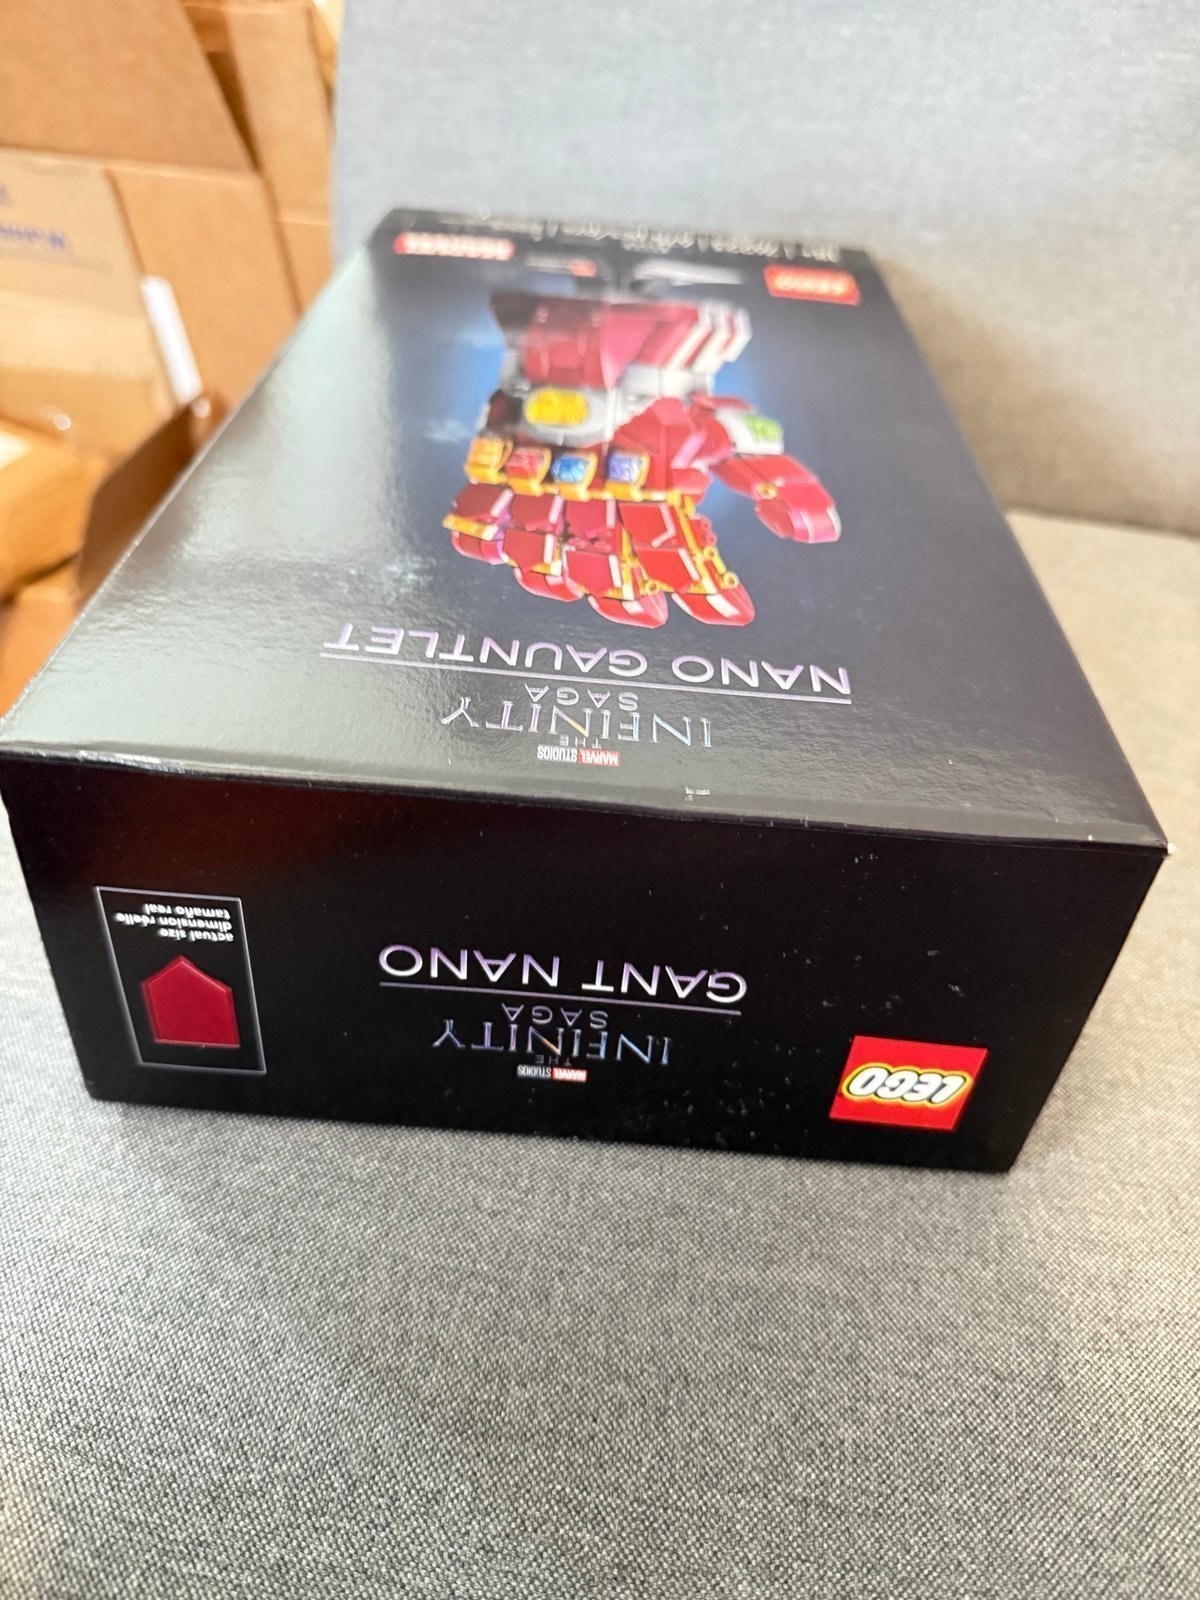 MARVEL STUDIOS
THE
INFINITY
SAGA
NANO GAUNTLET
LEGO
MARVEL STUDIOS
THE
INFINITY
SAGA
GANT NANO
actual size
dimension réelle
tamaño real